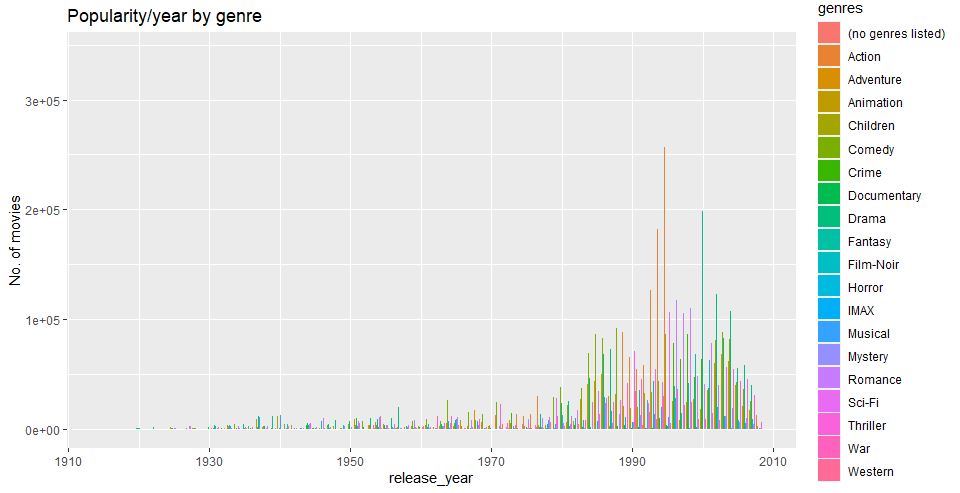 Popularity/year by genre
No. of movies
3e+05
2e+05
1e+05
0e+00
1910
1930
1950
1970
1990
2010
release_year
genres
(no genres listed)
Action
Adventure
Animation
Children
Comedy
Crime
Documentary
Drama
Fantasy
Film-Noir
Horror
IMAX
Musical
Mystery
Romance
Sci-Fi
Thriller
War
Western